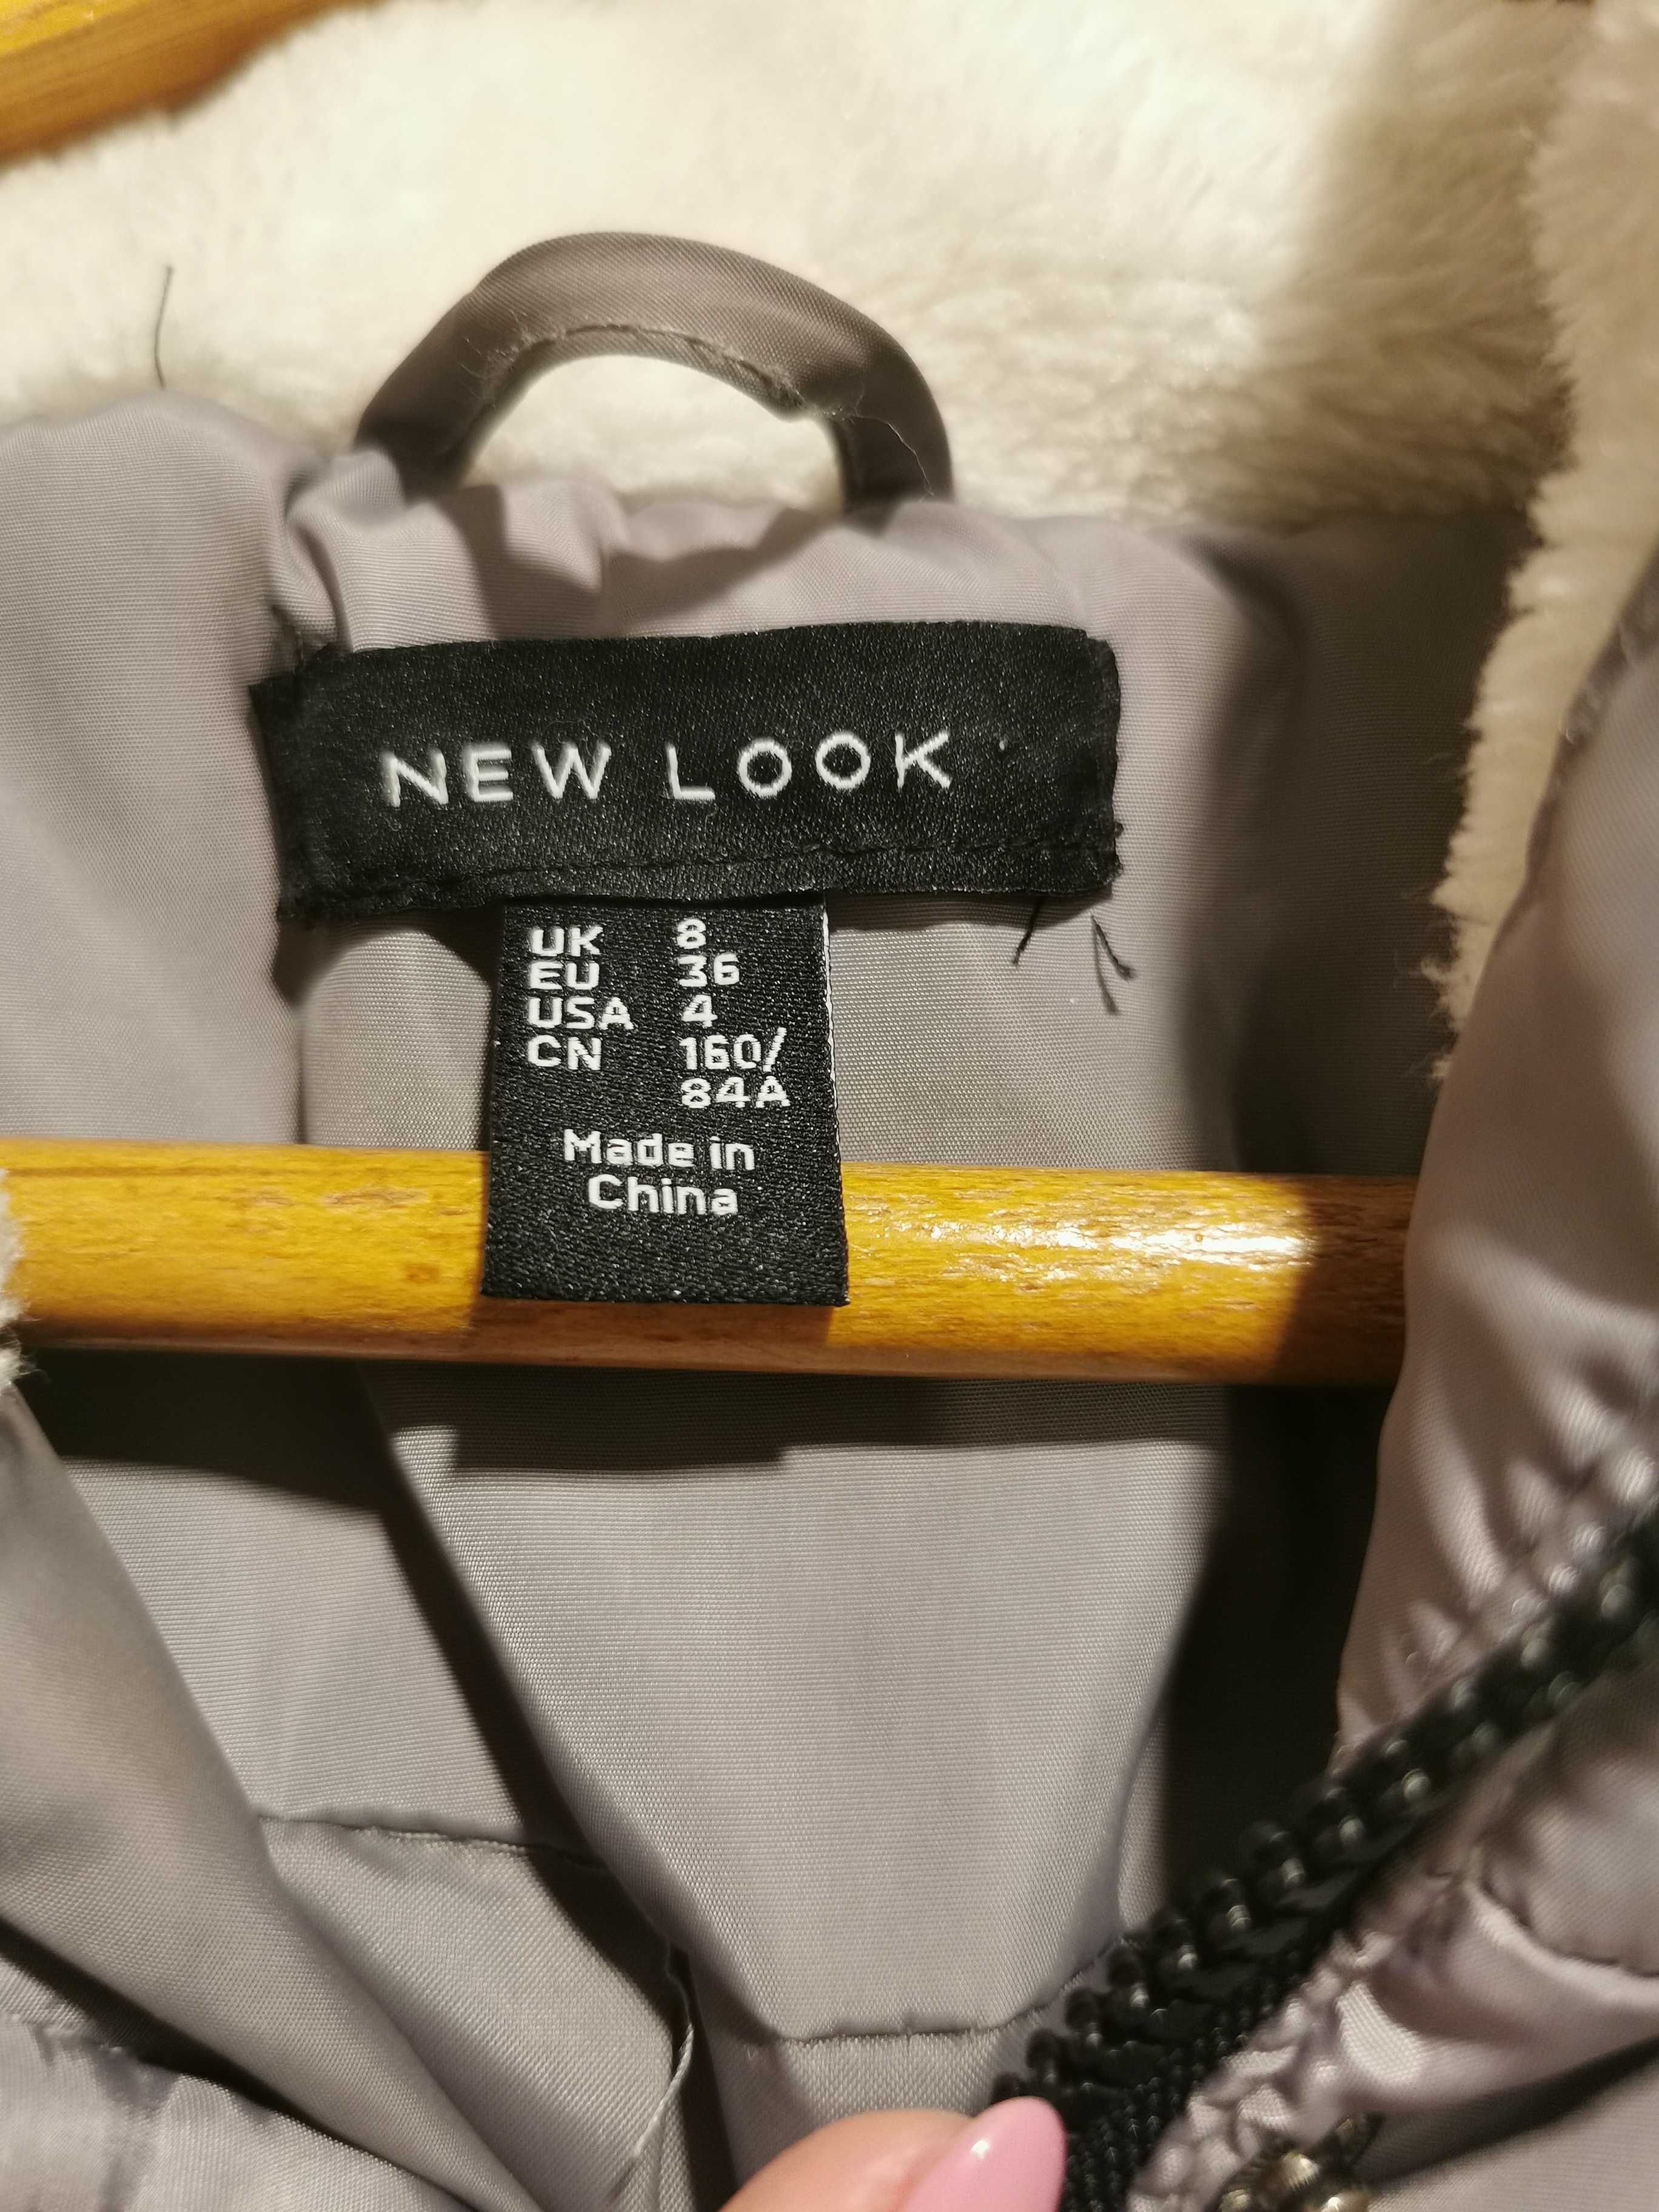 NEW LOOK
UK 8
EU 36
USA 4
CN 160/
84A
Made in
China